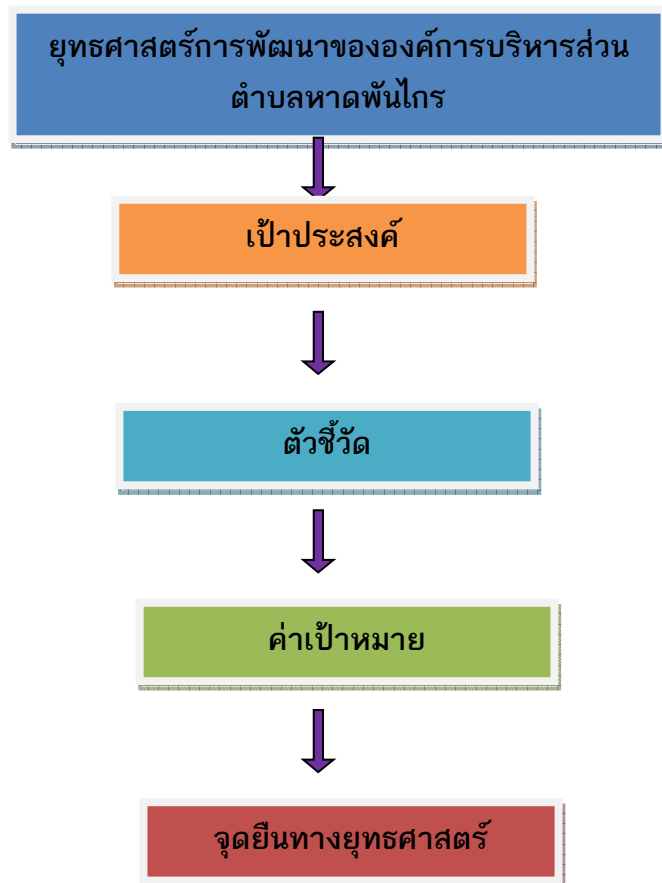 ยุทธศาสตร์การพัฒนาขององค์การบริหารส่วน
ตำบลหาดพันไกร
เป้าประสงค์
ตัวชี้วัด
ค่าเป้าหมาย
จุดยืนทางยุทธศาสตร์